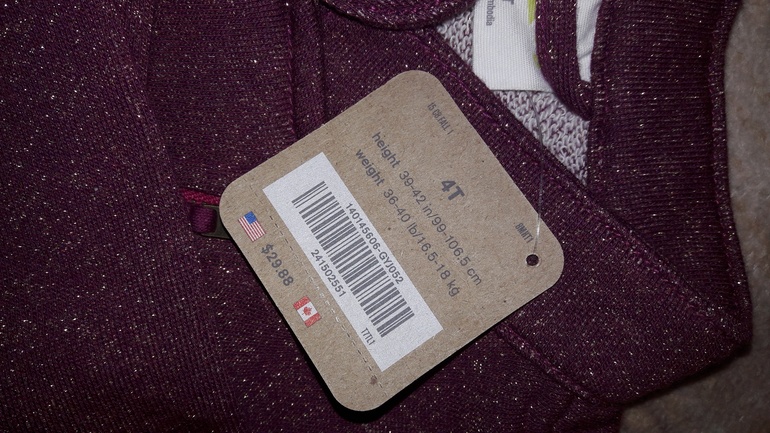 4T
height 39-42 in/99-106.5 cm
weight 36-40 lb/16.5-18 kg
140145606-GYJ052
241502551
$29.88